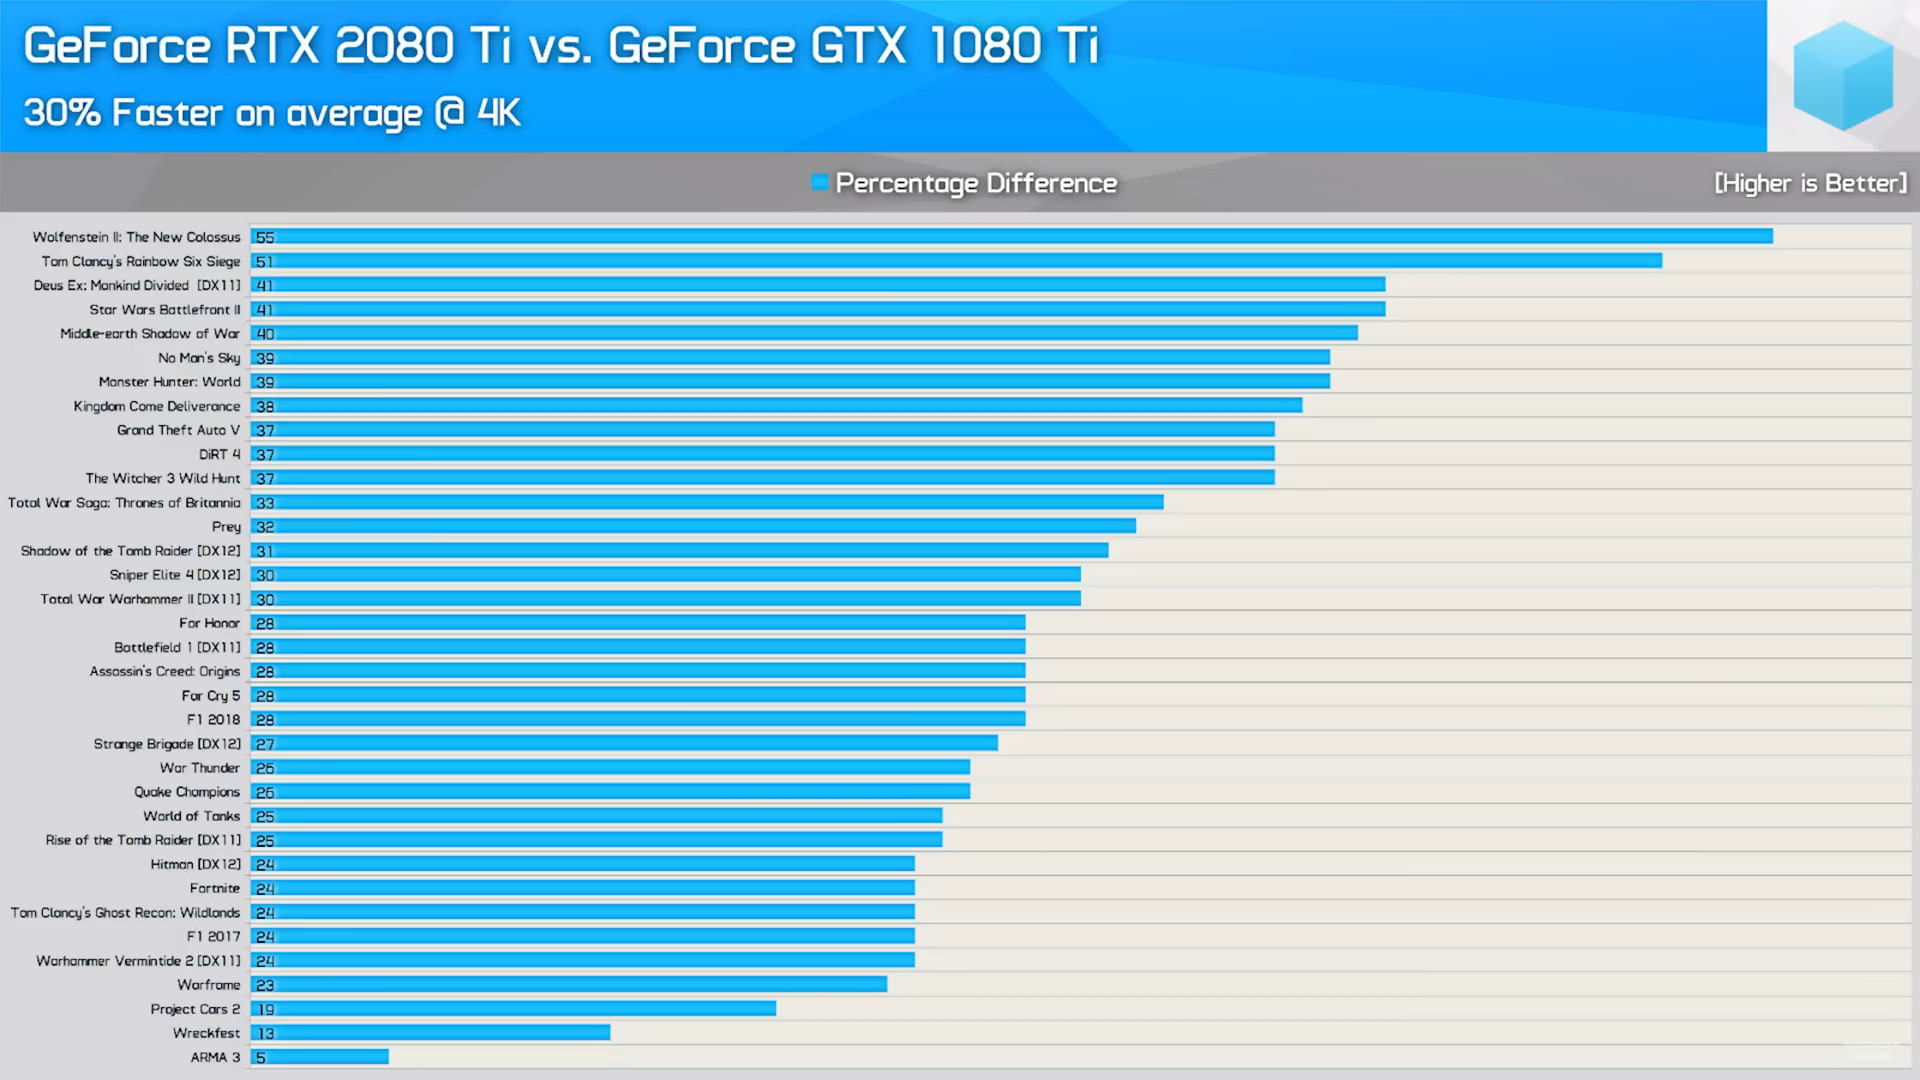 GeForce RTX 2080 Ti vs. GeForce GTX 1080 Ti
30% Faster on average @ 4K
Percentage Difference
[Higher is Better]
Wolfenstein II: The New Colossus 55
Tom Clancy's Rainbow Six Siege 51
Deus Ex: Mankind Divided [DX11] 41
Star Wars Battlefront II 41
Middle-earth Shadow of War 40
No Man's Sky 39
Monster Hunter: World 39
Kingdom Come Deliverance 38
Grand Theft Auto V 37
DiRT 4 37
The Witcher 3 Wild Hunt 37
Total War Saga: Thrones of Britannia 33
Prey 32
Shadow of the Tomb Raider [DX12] 31
Sniper Elite 4 [DX12] 30
Total War Warhammer II [DX11] 30
For Honor 28
Battlefield 1 [DX11] 28
Assassin's Creed: Origins 28
Far Cry 5 28
F1 2018 28
Strange Brigade [DX12] 27
War Thunder 26
Quake Champions 26
World of Tanks 25
Rise of the Tomb Raider [DX11] 25
Hitman [DX12] 24
Fortnite 24
Tom Clancy's Ghost Recon: Wildlands 24
F1 2017 24
Warhammer Vermintide 2 [DX11] 24
Warframe 23
Project Cars 2 19
Wreckfest 13
ARMA 3 5